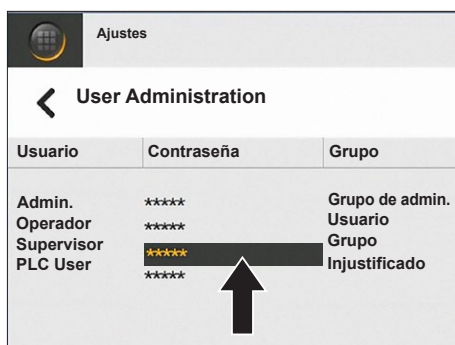 Ajustes
User Administration
Usuario Contraseña Grupo
Admin. ***** Grupo de admin.
Operador ***** Usuario
Supervisor ***** Grupo
PLC User ***** Injustificado